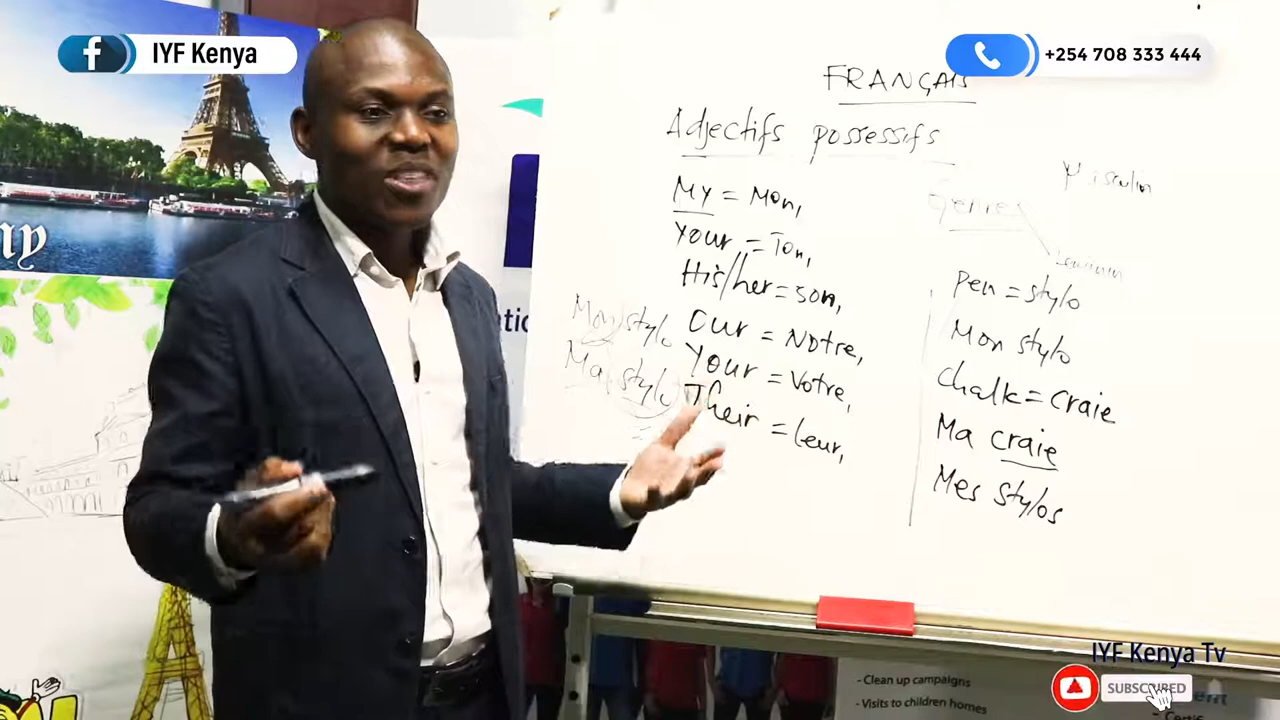 IYF Kenya
+254 708 333 444
FRANÇAIS
Adjectifs possessifs
MY = Mon,
Your = Ton,
His/her = son,
Our = Notre,
Your = Votre,
Their = Leur,
Mon stylo
Ma stylo
Genres
Pen = stylo
Mon stylo
Chalk = craie
Ma craie
Mes stylos
- Clean up campaigns
- Visits to children homes
IYF Kenya Tv
SUBSCRIBED